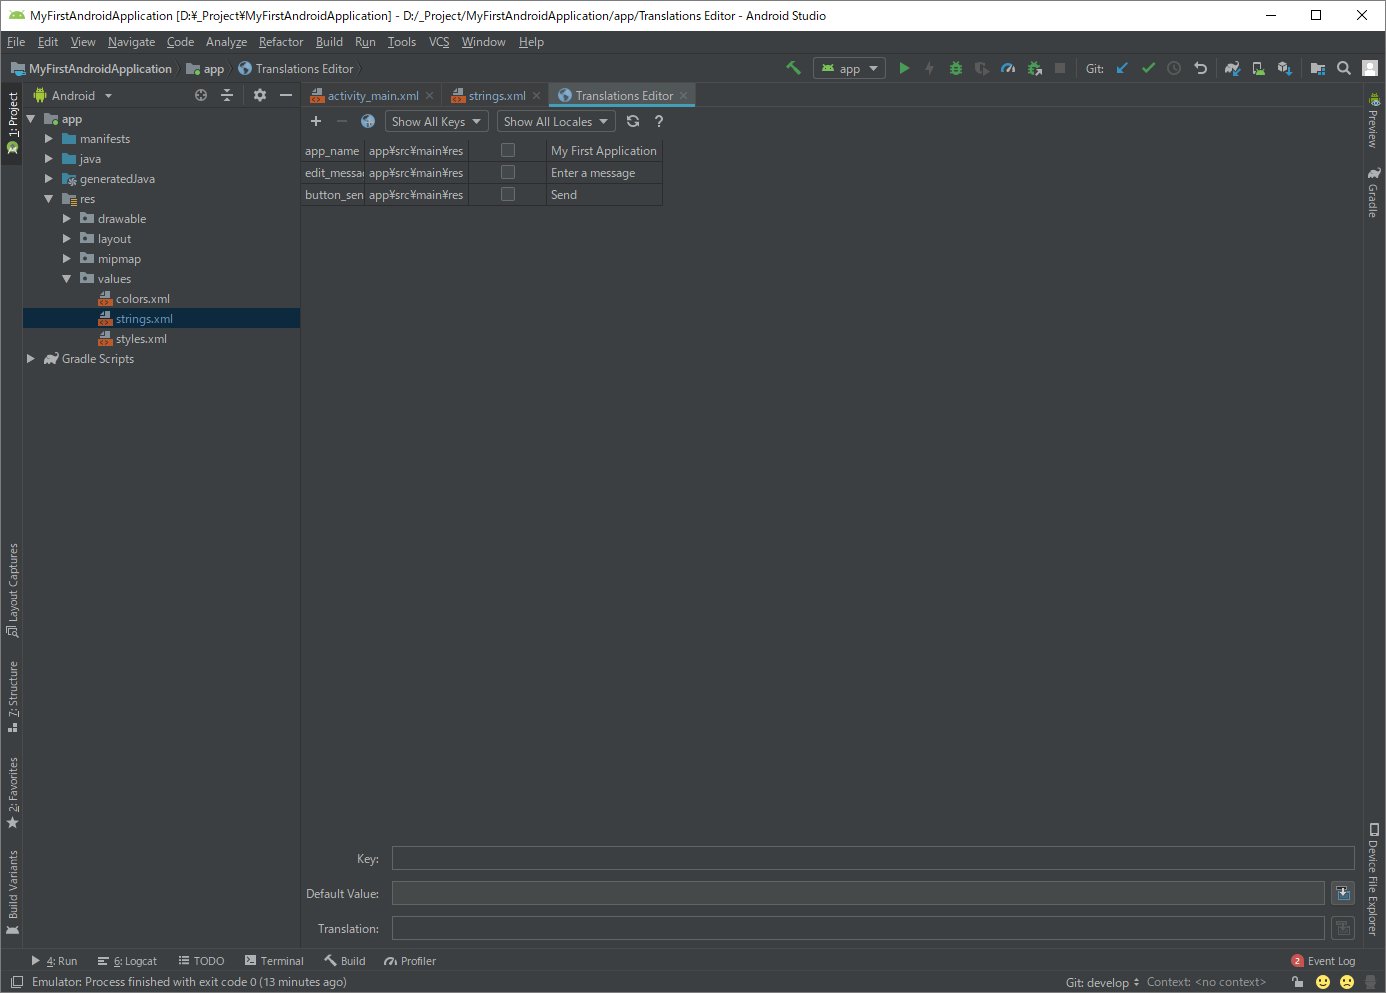 MyFirstAndroidApplication [D:¥_Project¥MyFirstAndroidApplication] - D:/_Project/MyFirstAndroidApplication/app/Translations Editor - Android Studio
File Edit View Navigate Code Analyze Refactor Build Run Tools VCS Window Help
MyFirstAndroidApplication app Translations Editor app Git:
1: Project
Android
activity_main.xml strings.xml Translations Editor
Show All Keys Show All Locales ?
app
manifests
java
generatedJava
res
drawable
layout
mipmap
values
colors.xml
strings.xml
styles.xml
Gradle Scripts
app_name app¥src¥main¥res My First Application
edit_messa app¥src¥main¥res Enter a message
button_sen app¥src¥main¥res Send
Preview
Gradle
Layout Captures
7: Structure
2: Favorites
Build Variants
Device File Explorer
Key:
Default Value:
Translation:
4: Run 6: Logcat TODO Terminal Build Profiler 2 Event Log
Emulator: Process finished with exit code 0 (13 minutes ago) Git: develop Context: <no context>